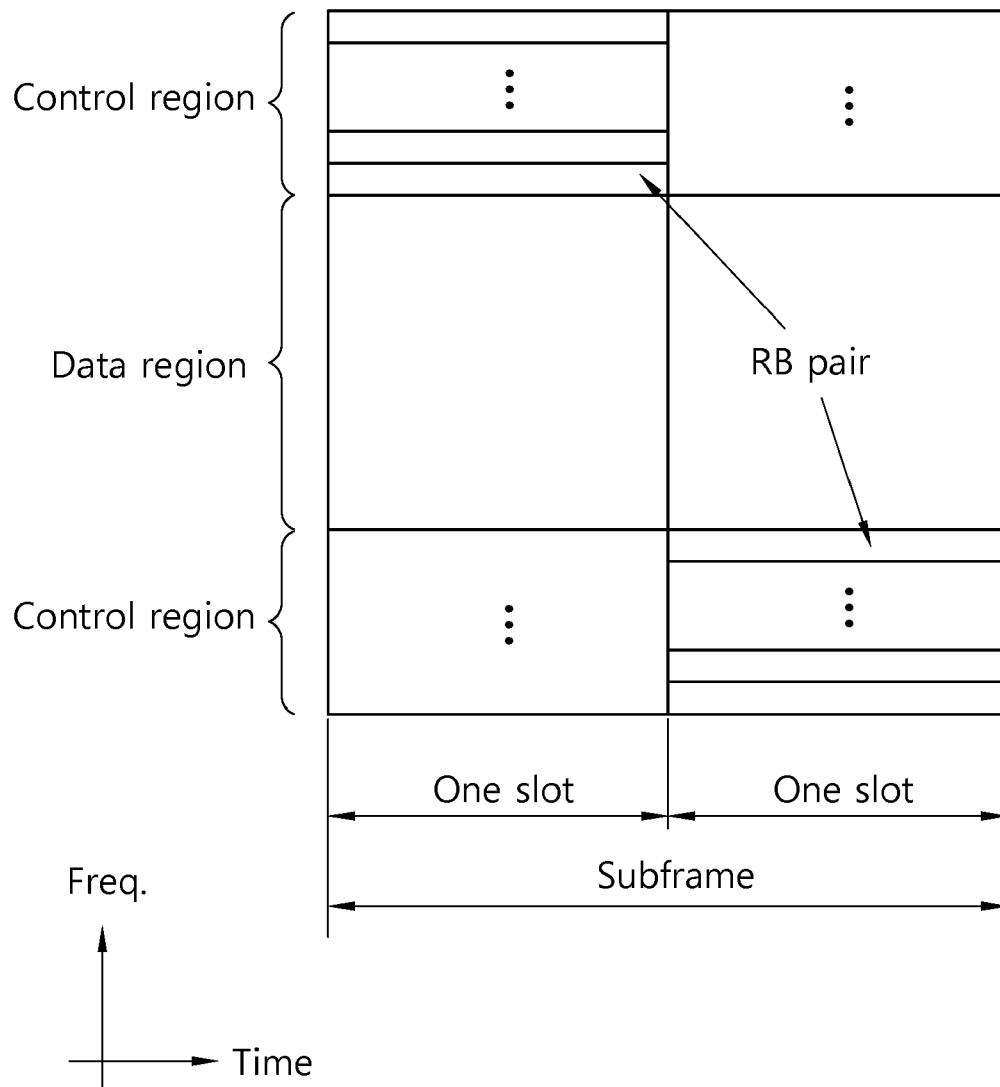 Control region
Data region
RB pair
Control region
One slot
One slot
Subframe
Freq.
Time